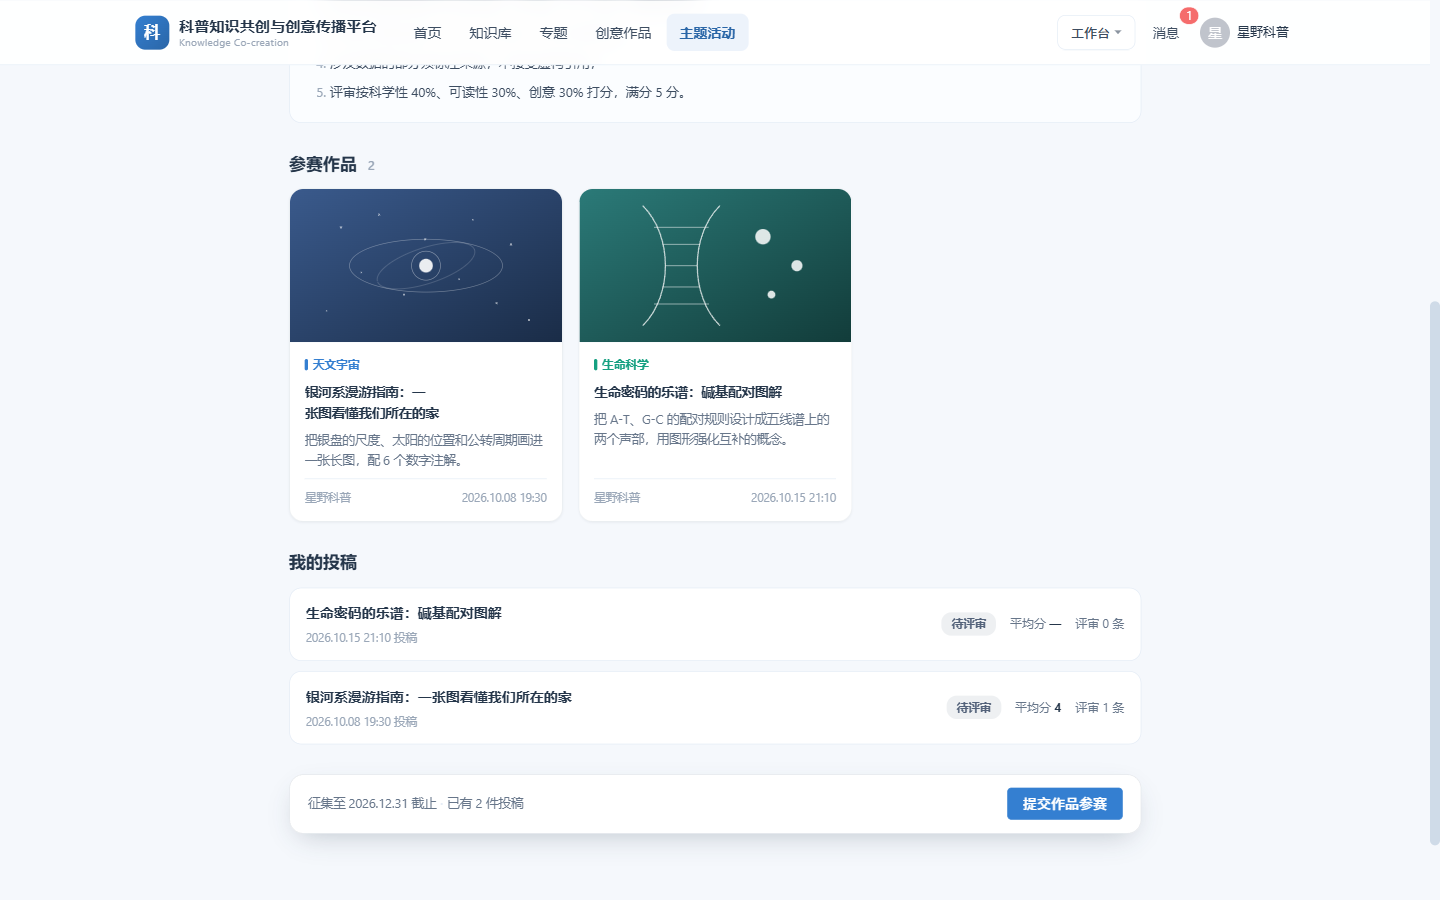 科
科普知识共创与创意传播平台
Knowledge Co-creation
首页
知识库
专题
创意作品
主题活动
工作台
消息
1
星
星野科普
5. 评审按科学性 40%、可读性 30%、创意 30% 打分，满分 5 分。
参赛作品 2
天文宇宙
银河系漫游指南：一
张图看懂我们所在的家
把银盘的尺度、太阳的位置和公转周期画进
一张长图，配 6 个数字注解。
星野科普 2026.10.08 19:30
生命科学
生命密码的乐谱：碱基配对图解
把 A-T、G-C 的配对规则设计成五线谱上的
两个声部，用图形强化互补的概念。
星野科普 2026.10.15 21:10
我的投稿
生命密码的乐谱：碱基配对图解
2026.10.15 21:10 投稿
待评审 平均分 — 评审 0 条
银河系漫游指南：一张图看懂我们所在的家
2026.10.08 19:30 投稿
待评审 平均分 4 评审 1 条
征集至 2026.12.31 截止 · 已有 2 件投稿
提交作品参赛